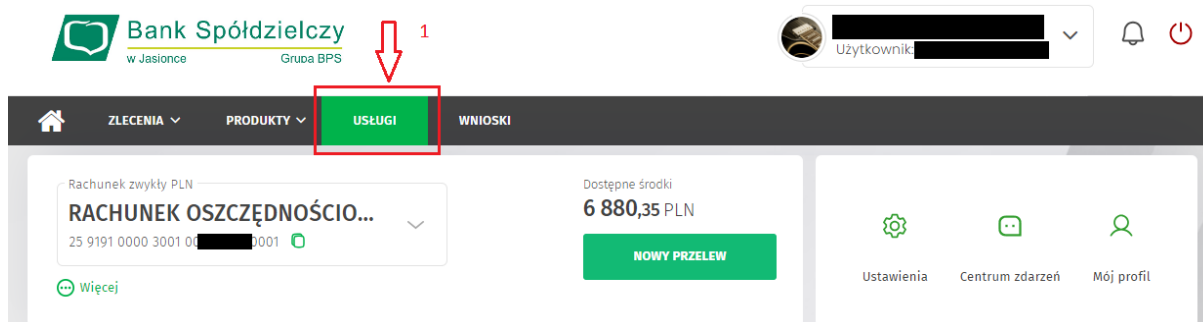 Bank Spółdzielczy
w Jasionce Grupa BPS
1
Użytkownik:
ZLECENIA PRODUKTY USŁUGI WNIOSKI
Rachunek zwykły PLN
RACHUNEK OSZCZĘDNOŚCIO...
25 9191 0000 3001 00 0001
Więcej
Dostępne środki
6 880,35 PLN
NOWY PRZELEW
Ustawienia Centrum zdarzeń Mój profil